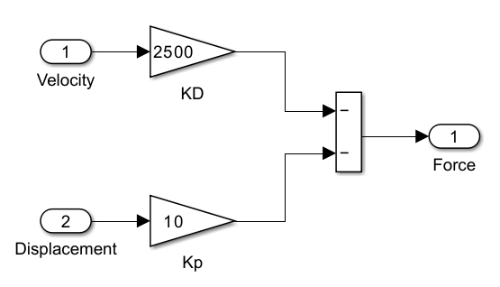 1
Velocity
2500
KD
2
Displacement
10
Kp
−
−
1
Force